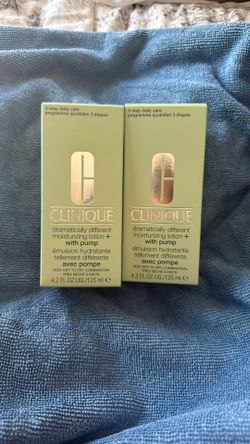 3-step daily care
programme quotidien 3 étapes
CLINIQUE
dramatically different
moisturizing lotion+
with pump
émulsion hydratante
tellement différente
avec pompe
VERY DRY TO DRY COMBINATION
TRÈS SÈCHE À MIXTE
4.2 FL.OZ.LIQ./125 ml ℮
3-step daily care
programme quotidien 3 étapes
CLINIQUE
dramatically different
moisturizing lotion+
with pump
émulsion hydratante
tellement différente
avec pompe
VERY DRY TO DRY COMBINATION
TRÈS SÈCHE À MIXTE
4.2 FL.OZ.LIQ./125 ml ℮